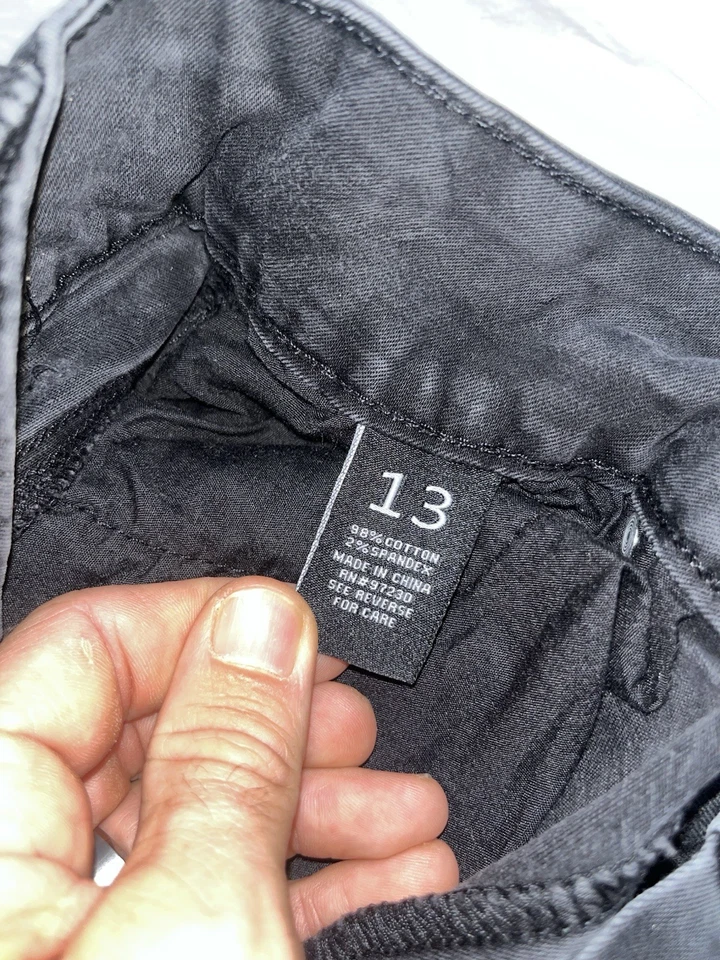 13
98% COTTON
2% SPANDEX
MADE IN CHINA
RN#97230
SEE REVERSE
FOR CARE